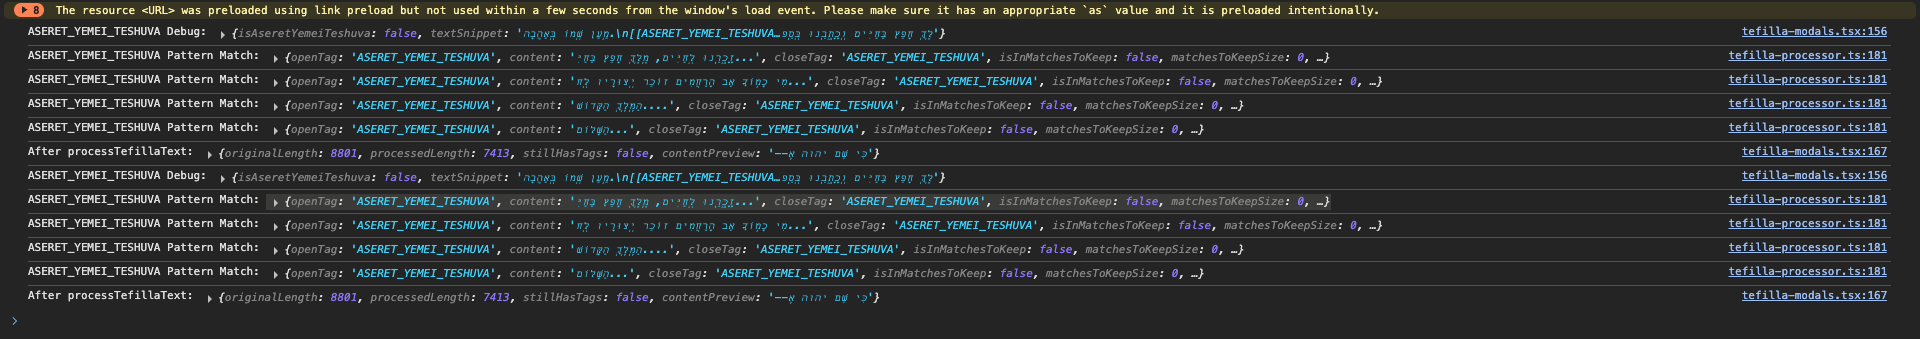 8 The resource <URL> was preloaded using link preload but not used within a few seconds from the window's load event. Please make sure it has an appropriate `as` value and it is preloaded intentionally.
ASERET_YEMEI_TESHUVA Debug: {isAseretYemeiTeshuva: false, textSnippet: 'מַעַן שְׁמוֹ בְּאַהֲבָה.\n[[ASERET_YEMEI_TESHUVA…לֶךְ חָפֵץ בַּחַיִּים וְכָתְבֵנוּ בְּסֵפֶ'} tefilla-modals.tsx:156
ASERET_YEMEI_TESHUVA Pattern Match: {openTag: 'ASERET_YEMEI_TESHUVA', content: 'זָכְרֵנוּ לְחַיִּים, מֶלֶךְ חָפֵץ בַּחַיִּ...', closeTag: 'ASERET_YEMEI_TESHUVA', isInMatchesToKeep: false, matchesToKeepSize: 0, …} tefilla-processor.ts:181
ASERET_YEMEI_TESHUVA Pattern Match: {openTag: 'ASERET_YEMEI_TESHUVA', content: 'מִי כָמוֹךָ אַב הָרַחֲמִים זוֹכֵר יְצוּרָיו לְח...', closeTag: 'ASERET_YEMEI_TESHUVA', isInMatchesToKeep: false, matchesToKeepSize: 0, …} tefilla-processor.ts:181
ASERET_YEMEI_TESHUVA Pattern Match: {openTag: 'ASERET_YEMEI_TESHUVA', content: 'הַמֶּלֶךְ הַקָּדוֹשׁ....', closeTag: 'ASERET_YEMEI_TESHUVA', isInMatchesToKeep: false, matchesToKeepSize: 0, …} tefilla-processor.ts:181
ASERET_YEMEI_TESHUVA Pattern Match: {openTag: 'ASERET_YEMEI_TESHUVA', content: 'הַשָּׁלוֹם...', closeTag: 'ASERET_YEMEI_TESHUVA', isInMatchesToKeep: false, matchesToKeepSize: 0, …} tefilla-processor.ts:181
After processTefillaText: {originalLength: 8801, processedLength: 7413, stillHasTags: false, contentPreview: '--כִּי שֵׁם יהוה אֶ'} tefilla-modals.tsx:167
ASERET_YEMEI_TESHUVA Debug: {isAseretYemeiTeshuva: false, textSnippet: 'מַעַן שְׁמוֹ בְּאַהֲבָה.\n[[ASERET_YEMEI_TESHUVA…לֶךְ חָפֵץ בַּחַיִּים וְכָתְבֵנוּ בְּסֵפֶ'} tefilla-modals.tsx:156
ASERET_YEMEI_TESHUVA Pattern Match: {openTag: 'ASERET_YEMEI_TESHUVA', content: 'זָכְרֵנוּ לְחַיִּים, מֶלֶךְ חָפֵץ בַּחַיִּ...', closeTag: 'ASERET_YEMEI_TESHUVA', isInMatchesToKeep: false, matchesToKeepSize: 0, …} tefilla-processor.ts:181
ASERET_YEMEI_TESHUVA Pattern Match: {openTag: 'ASERET_YEMEI_TESHUVA', content: 'מִי כָמוֹךָ אַב הָרַחֲמִים זוֹכֵר יְצוּרָיו לְח...', closeTag: 'ASERET_YEMEI_TESHUVA', isInMatchesToKeep: false, matchesToKeepSize: 0, …} tefilla-processor.ts:181
ASERET_YEMEI_TESHUVA Pattern Match: {openTag: 'ASERET_YEMEI_TESHUVA', content: 'הַמֶּלֶךְ הַקָּדוֹשׁ....', closeTag: 'ASERET_YEMEI_TESHUVA', isInMatchesToKeep: false, matchesToKeepSize: 0, …} tefilla-processor.ts:181
ASERET_YEMEI_TESHUVA Pattern Match: {openTag: 'ASERET_YEMEI_TESHUVA', content: 'הַשָּׁלוֹם...', closeTag: 'ASERET_YEMEI_TESHUVA', isInMatchesToKeep: false, matchesToKeepSize: 0, …} tefilla-processor.ts:181
After processTefillaText: {originalLength: 8801, processedLength: 7413, stillHasTags: false, contentPreview: '--כִּי שֵׁם יהוה אֶ'} tefilla-modals.tsx:167